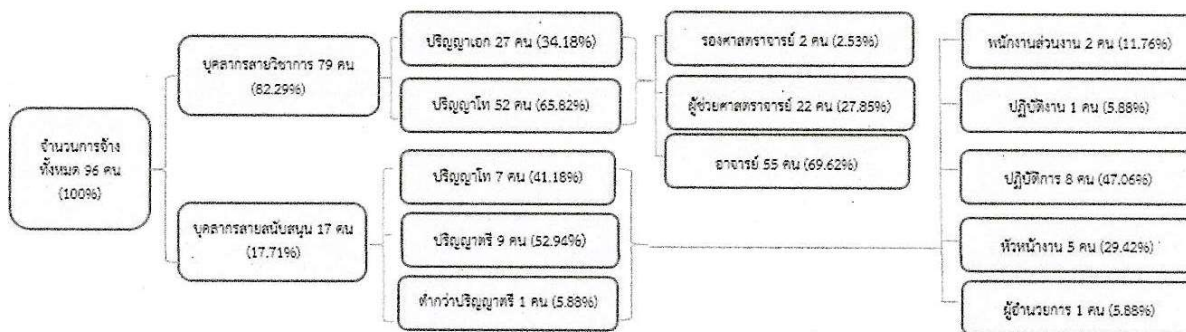 จำนวนการจ้าง
ทั้งหมด 96 คน
(100%)
บุคลากรสายวิชาการ 79 คน
(82.29%)
บุคลากรสายสนับสนุน 17 คน
(17.71%)
ปริญญาเอก 27 คน (34.18%)
ปริญญาโท 52 คน (65.82%)
ปริญญาโท 7 คน (41.18%)
ปริญญาตรี 9 คน (52.94%)
ต่ำกว่าปริญญาตรี 1 คน (5.88%)
รองศาสตราจารย์ 2 คน (2.53%)
ผู้ช่วยศาสตราจารย์ 22 คน (27.85%)
อาจารย์ 55 คน (69.62%)
พนักงานส่วนงาน 2 คน (11.76%)
ปฏิบัติงาน 1 คน (5.88%)
ปฏิบัติการ 8 คน (47.06%)
หัวหน้างาน 5 คน (29.42%)
ผู้อำนวยการ 1 คน (5.88%)